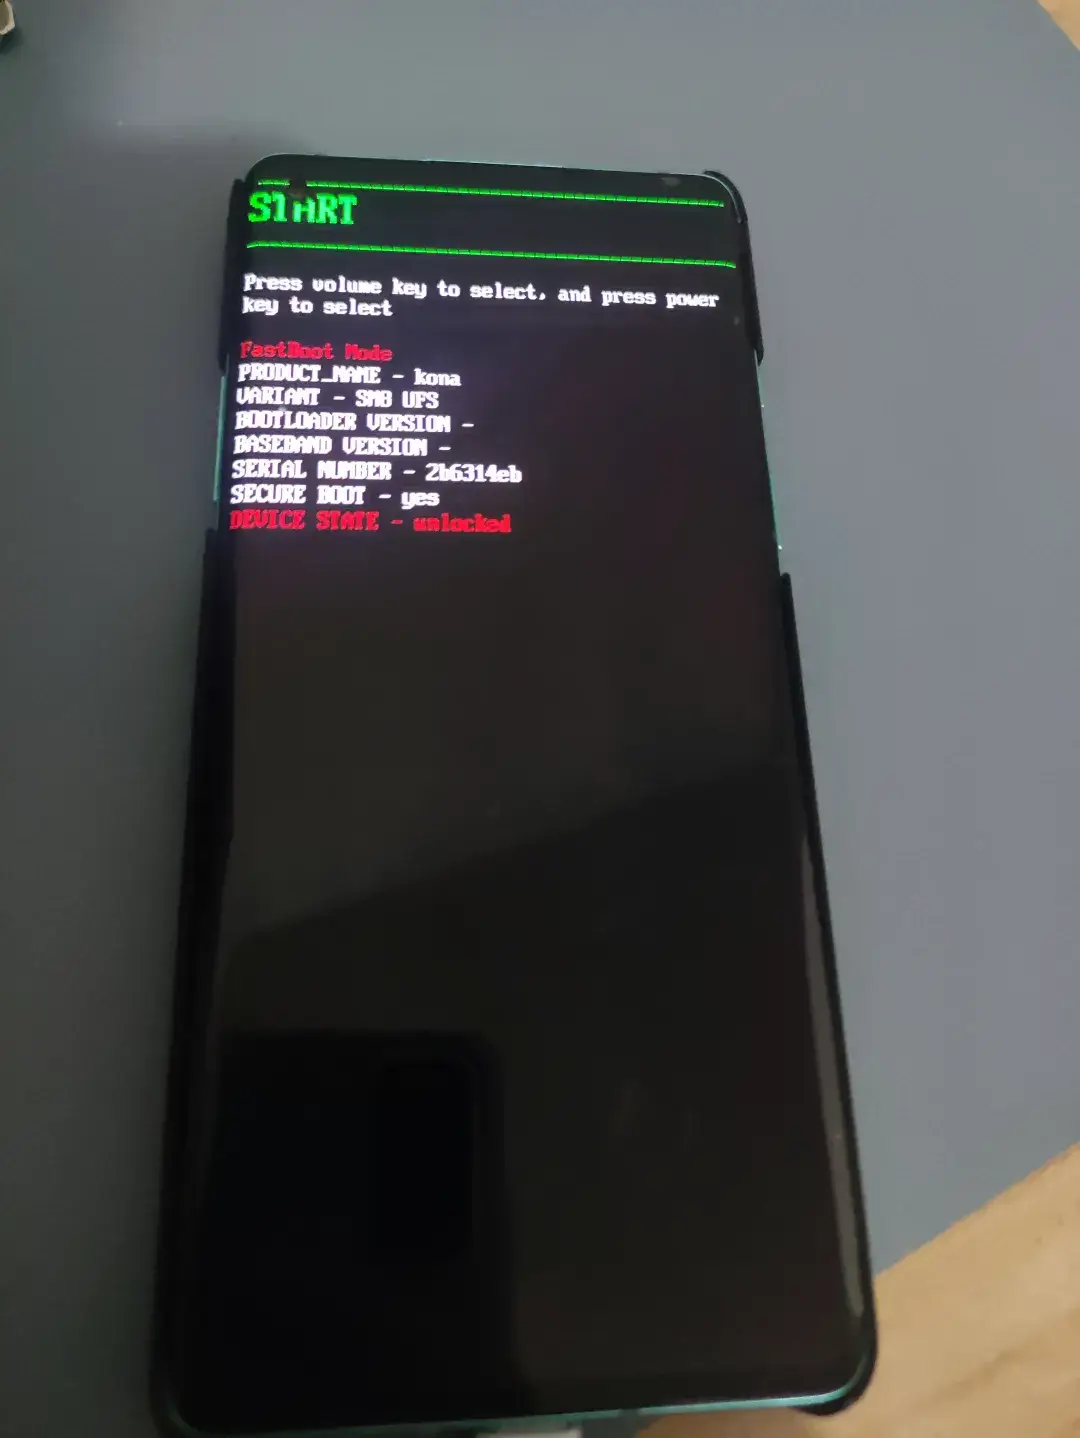 START
Press volume key to select, and press power
key to select
FastBoot Mode
PRODUCT_NAME - kona
VARIANT - SM8 UFS
BOOTLOADER VERSION -
BASEBAND VERSION -
SERIAL NUMBER - 2b6314eb
SECURE BOOT - yes
DEVICE STATE - unlocked